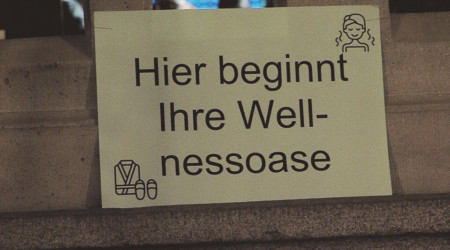 Hier beginnt
Ihre Well-
nessoase